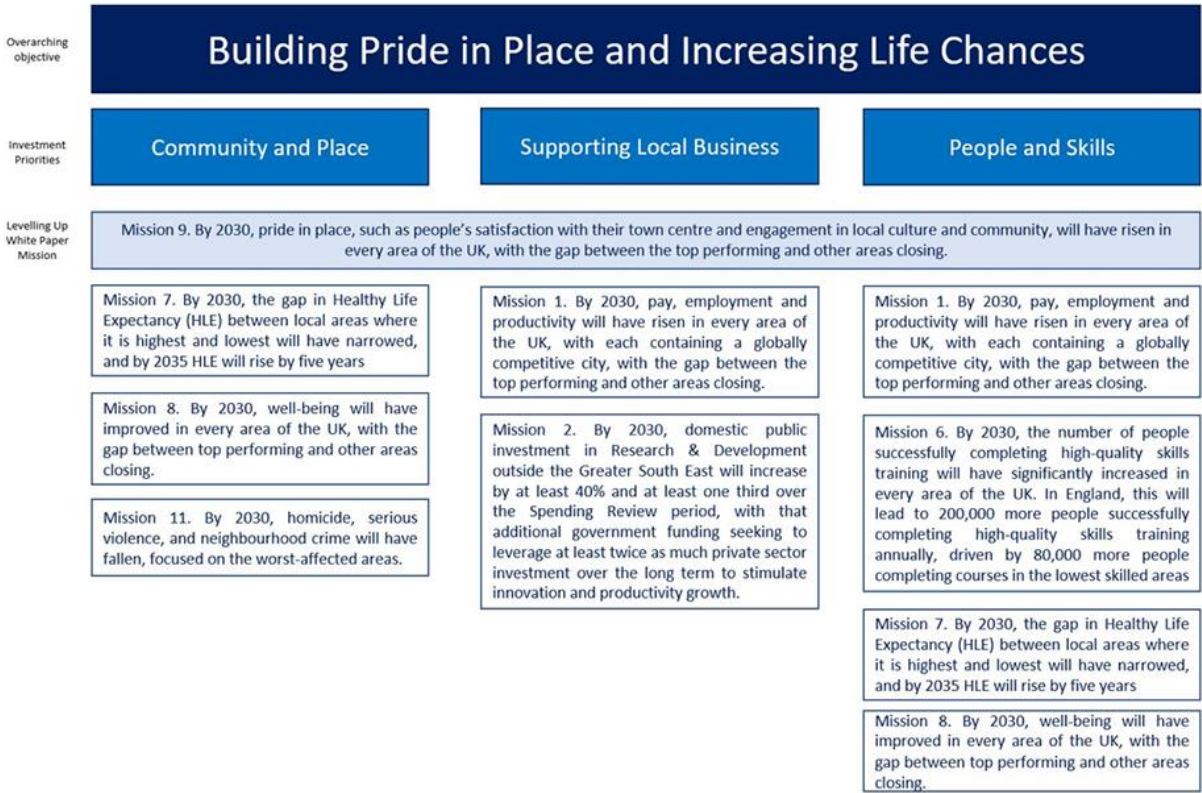 Overarching
objective
Building Pride in Place and Increasing Life Chances
Investment
Priorities
Community and Place
Supporting Local Business
People and Skills
Levelling Up
White Paper
Mission
Mission 9. By 2030, pride in place, such as people's satisfaction with their town centre and engagement in local culture and community, will have risen in
every area of the UK, with the gap between the top performing and other areas closing.
Mission 7. By 2030, the gap in Healthy Life
Expectancy (HLE) between local areas where
it is highest and lowest will have narrowed,
and by 2035 HLE will rise by five years
Mission 8. By 2030, well-being will have
improved in every area of the UK, with the
gap between top performing and other areas
closing.
Mission 11. By 2030, homicide, serious
violence, and neighbourhood crime will have
fallen, focused on the worst-affected areas.
Mission 1. By 2030, pay, employment and
productivity will have risen in every area of
the UK, with each containing a globally
competitive city, with the gap between the
top performing and other areas closing.
Mission 2. By 2030, domestic public
investment in Research & Development
outside the Greater South East will increase
by at least 40% and at least one third over
the Spending Review period, with that
additional government funding seeking to
leverage at least twice as much private sector
investment over the long term to stimulate
innovation and productivity growth.
Mission 1. By 2030, pay, employment and
productivity will have risen in every area of
the UK, with each containing a globally
competitive city, with the gap between the
top performing and other areas closing.
Mission 6. By 2030, the number of people
successfully completing high-quality skills
training will have significantly increased in
every area of the UK. In England, this will
lead to 200,000 more people successfully
completing high-quality skills training
annually, driven by 80,000 more people
completing courses in the lowest skilled areas
Mission 7. By 2030, the gap in Healthy Life
Expectancy (HLE) between local areas where
it is highest and lowest will have narrowed,
and by 2035 HLE will rise by five years
Mission 8. By 2030, well-being will have
improved in every area of the UK, with the
gap between top performing and other areas
closing.